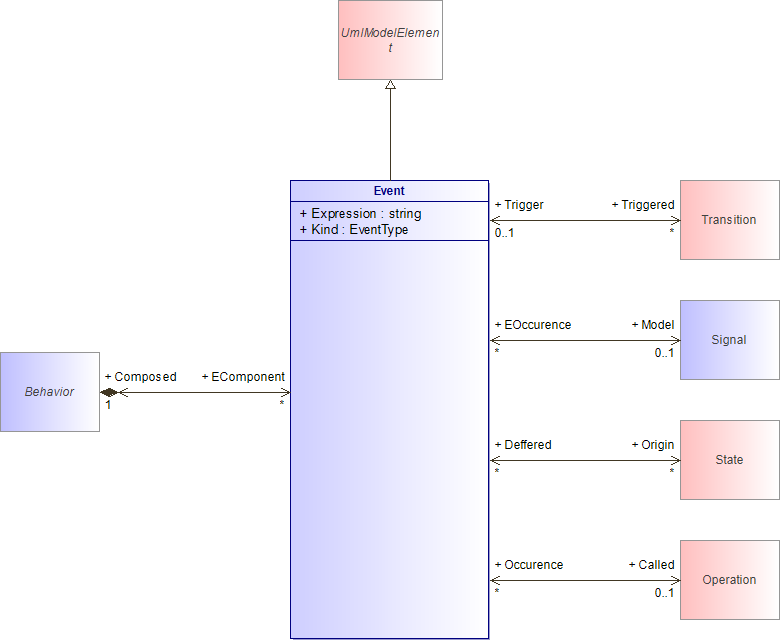 UmlModelElemen
t
Event
+ Expression : string
+ Kind : EventType
+ Trigger
+ Triggered
0..1
*
Transition
+ EOccurence
+ Model
*
0..1
Signal
Behavior
+ Composed
+ EComponent
1
*
+ Deffered
+ Origin
*
*
State
+ Occurence
+ Called
*
0..1
Operation